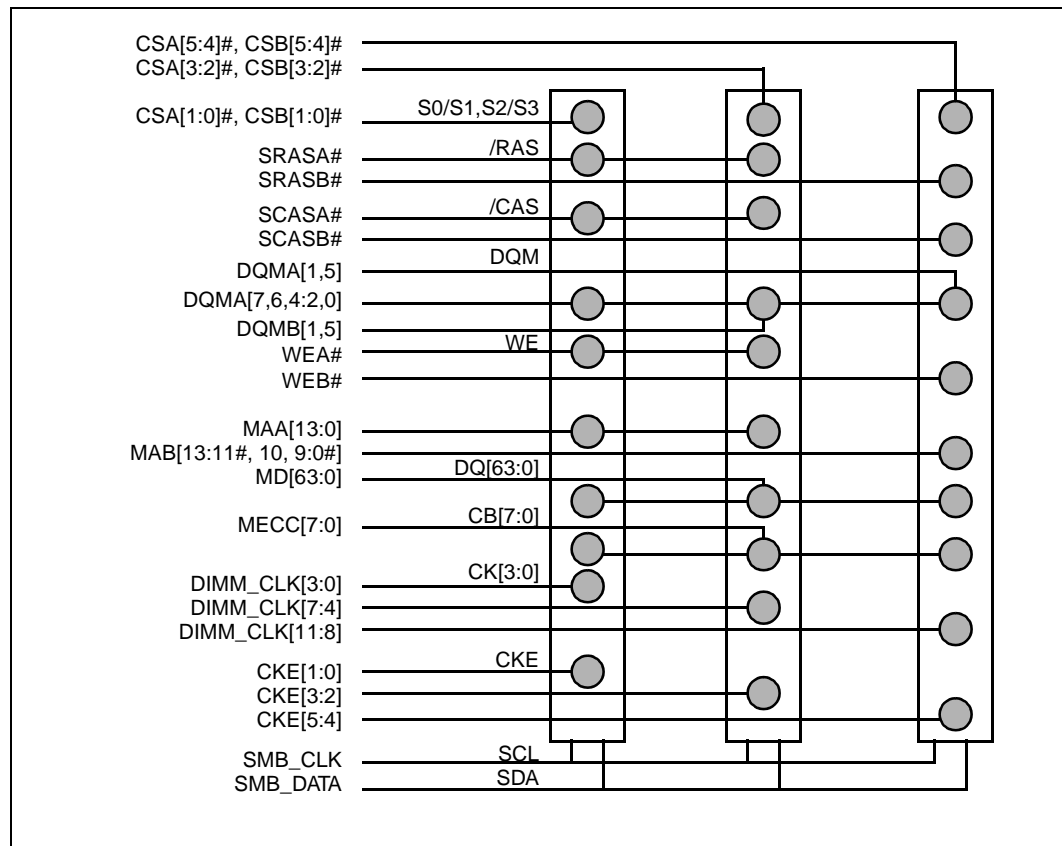 CSA[5:4]#, CSB[5:4]#
CSA[3:2]#, CSB[3:2]#
CSA[1:0]#, CSB[1:0]#
S0/S1,S2/S3
SRASA#
/RAS
SRASB#
SCASA#
/CAS
SCASB#
DQMA[1,5]
DQM
DQMA[7,6,4:2,0]
DQMB[1,5]
WEA#
WE
WEB#
MAA[13:0]
MAB[13:11#, 10, 9:0#]
MD[63:0]
DQ[63:0]
MECC[7:0]
CB[7:0]
DIMM_CLK[3:0]
CK[3:0]
DIMM_CLK[7:4]
DIMM_CLK[11:8]
CKE[1:0]
CKE
CKE[3:2]
CKE[5:4]
SMB_CLK
SCL
SMB_DATA
SDA